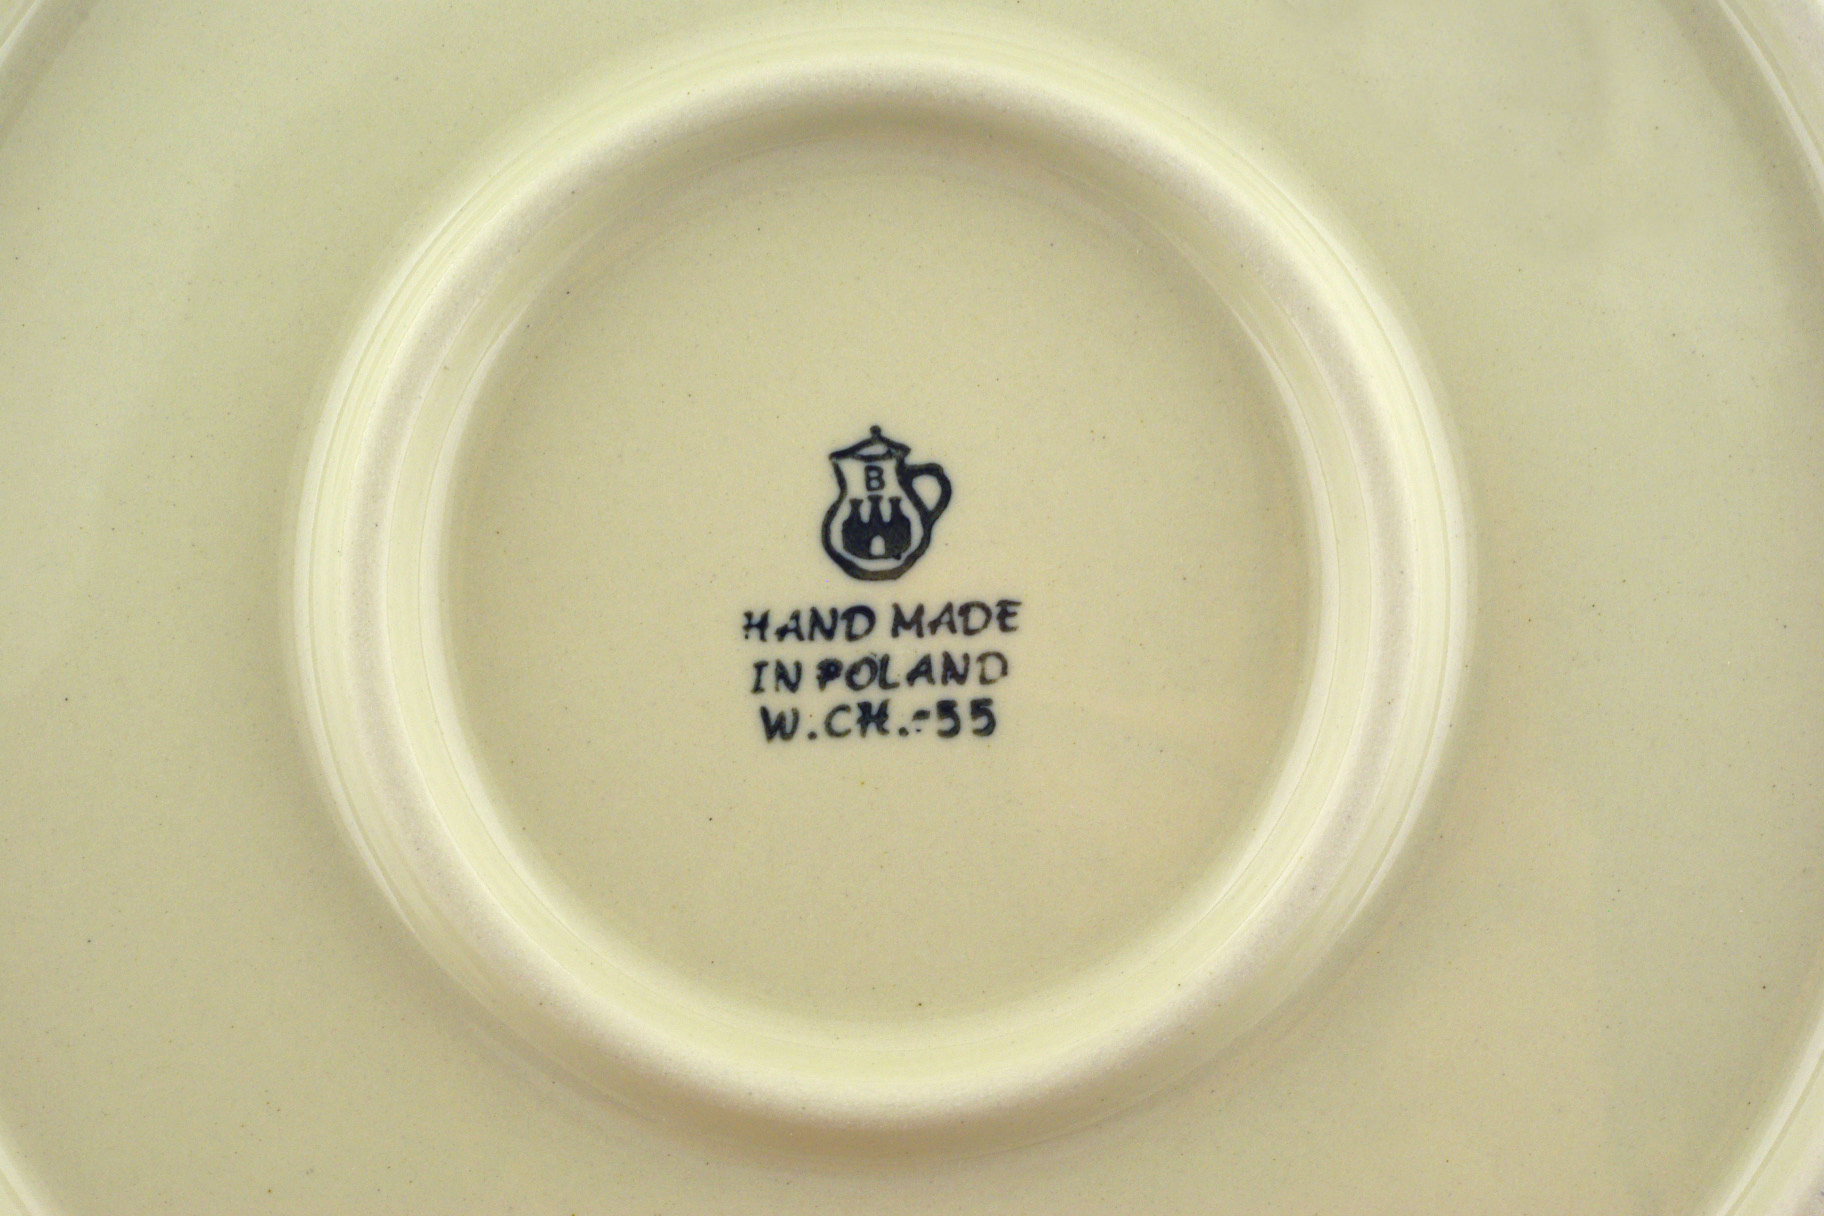 B
HAND MADE
IN POLAND
W.CH.-55